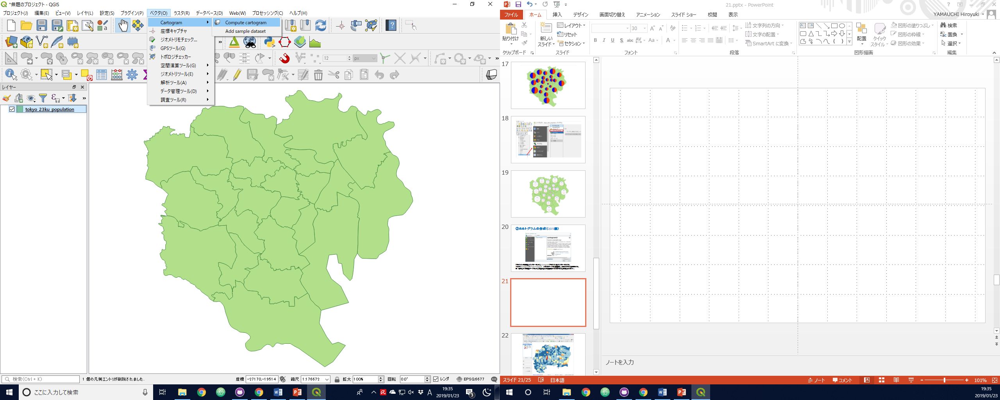 *無題のプロジェクト - QGIS
プロジェクト(J) 編集(E) ビュー(V) レイヤ(L) 設定(S) プラグイン(P) ベクタ(O) ラスタ(R) データベース(D) Web(W) プロセッシング(C) ヘルプ(H)
Cartogram
座標キャプチャ
ジオメトリをチェック...
GPSツール(G)
トポロジチェッカー
空間演算ツール(G)
ジオメトリツール(E)
解析ツール(A)
データ管理ツール(D)
調査ツール(R)
Compute cartogram
Add sample dataset
12 px
レイヤー
tokyo_23ku_population
検索(Ctrl + K)
1 個の凡例エントリが削除されました.
座標 -27170,-19514 縮尺 1:176672 拡大 100% 回転 0.0° レンダ EPSG:6677
ここに入力して検索
A 19:35
2019/01/23
3
21.pptx - PowerPoint
ファイル ホーム 挿入 デザイン 画面切り替え アニメーション スライド ショー 校閲 表示
YAMAUCHI Hiroyuki
貼り付け
クリップボード
新しい
スライド
レイアウト
リセット
セクション
スライド
30
B I U S abc AV Aa A
フォント
文字列の方向
文字の配置
SmartArt に変換
段落
配置
クイック
スタイル
図形の塗りつぶし
図形の枠線
図形の効果
図形描画
検索
置換
選択
編集
17
18
19
20
②カルトグラムの作成(QGIS編)
21
22
ノートを入力
スライド 21/25 日本語 ノート コメント 101%
19:35
2019/01/23